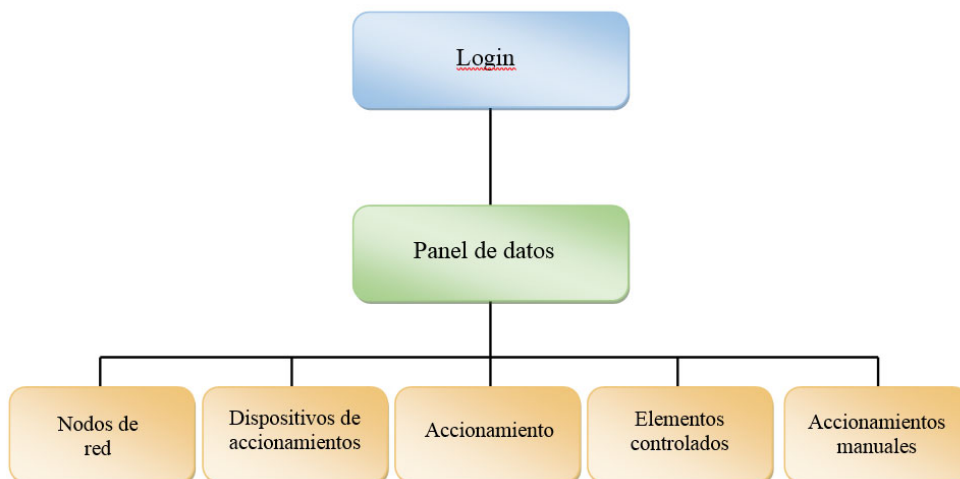 Login
Panel de datos
Nodos de
red
Dispositivos de
accionamientos
Accionamiento
Elementos
controlados
Accionamientos
manuales